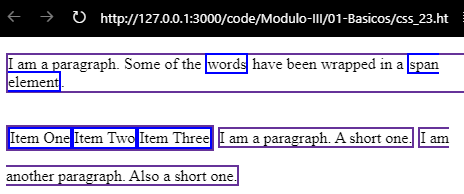 http://127.0.0.1:3000/code/Modulo-III/01-Basicos/css_23.ht
I am a paragraph. Some of the words have been wrapped in a span
element.
Item One Item Two Item Three I am a paragraph. A short one. I am
another paragraph. Also a short one.